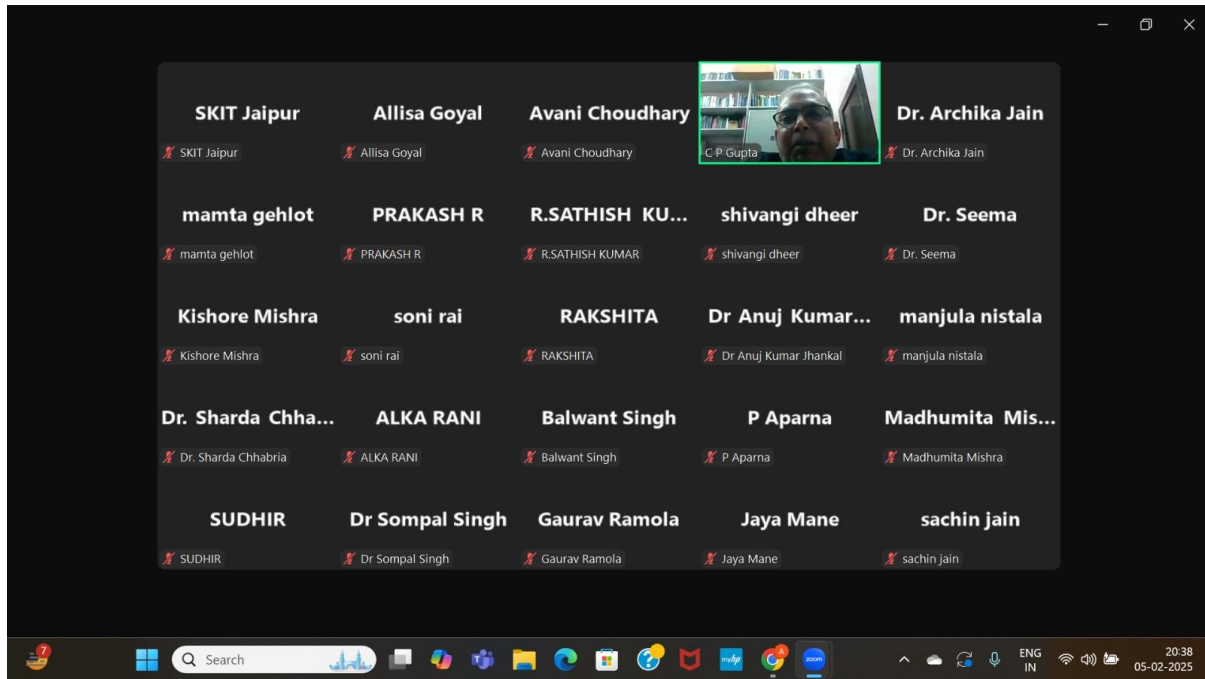 SKIT Jaipur
Allisa Goyal
Avani Choudhary
Dr. Archika Jain
SKIT Jaipur
Allisa Goyal
Avani Choudhary
C P Gupta
Dr. Archika Jain
mamta gehlot
PRAKASH R
R.SATHISH KU...
shivangi dheer
Dr. Seema
mamta gehlot
PRAKASH R
R.SATHISH KUMAR
shivangi dheer
Dr. Seema
Kishore Mishra
soni rai
RAKSHITA
Dr Anuj Kumar...
manjula nistala
Kishore Mishra
soni rai
RAKSHITA
Dr Anuj Kumar Jhankal
manjula nistala
Dr. Sharda Chha...
ALKA RANI
Balwant Singh
P Aparna
Madhumita Mis...
Dr. Sharda Chhabria
ALKA RANI
Balwant Singh
P Aparna
Madhumita Mishra
SUDHIR
Dr Sompal Singh
Gaurav Ramola
Jaya Mane
sachin jain
SUDHIR
Dr Sompal Singh
Gaurav Ramola
Jaya Mane
sachin jain
7
Search
myhp
zoom
ENG
IN
20:38
05-02-2025